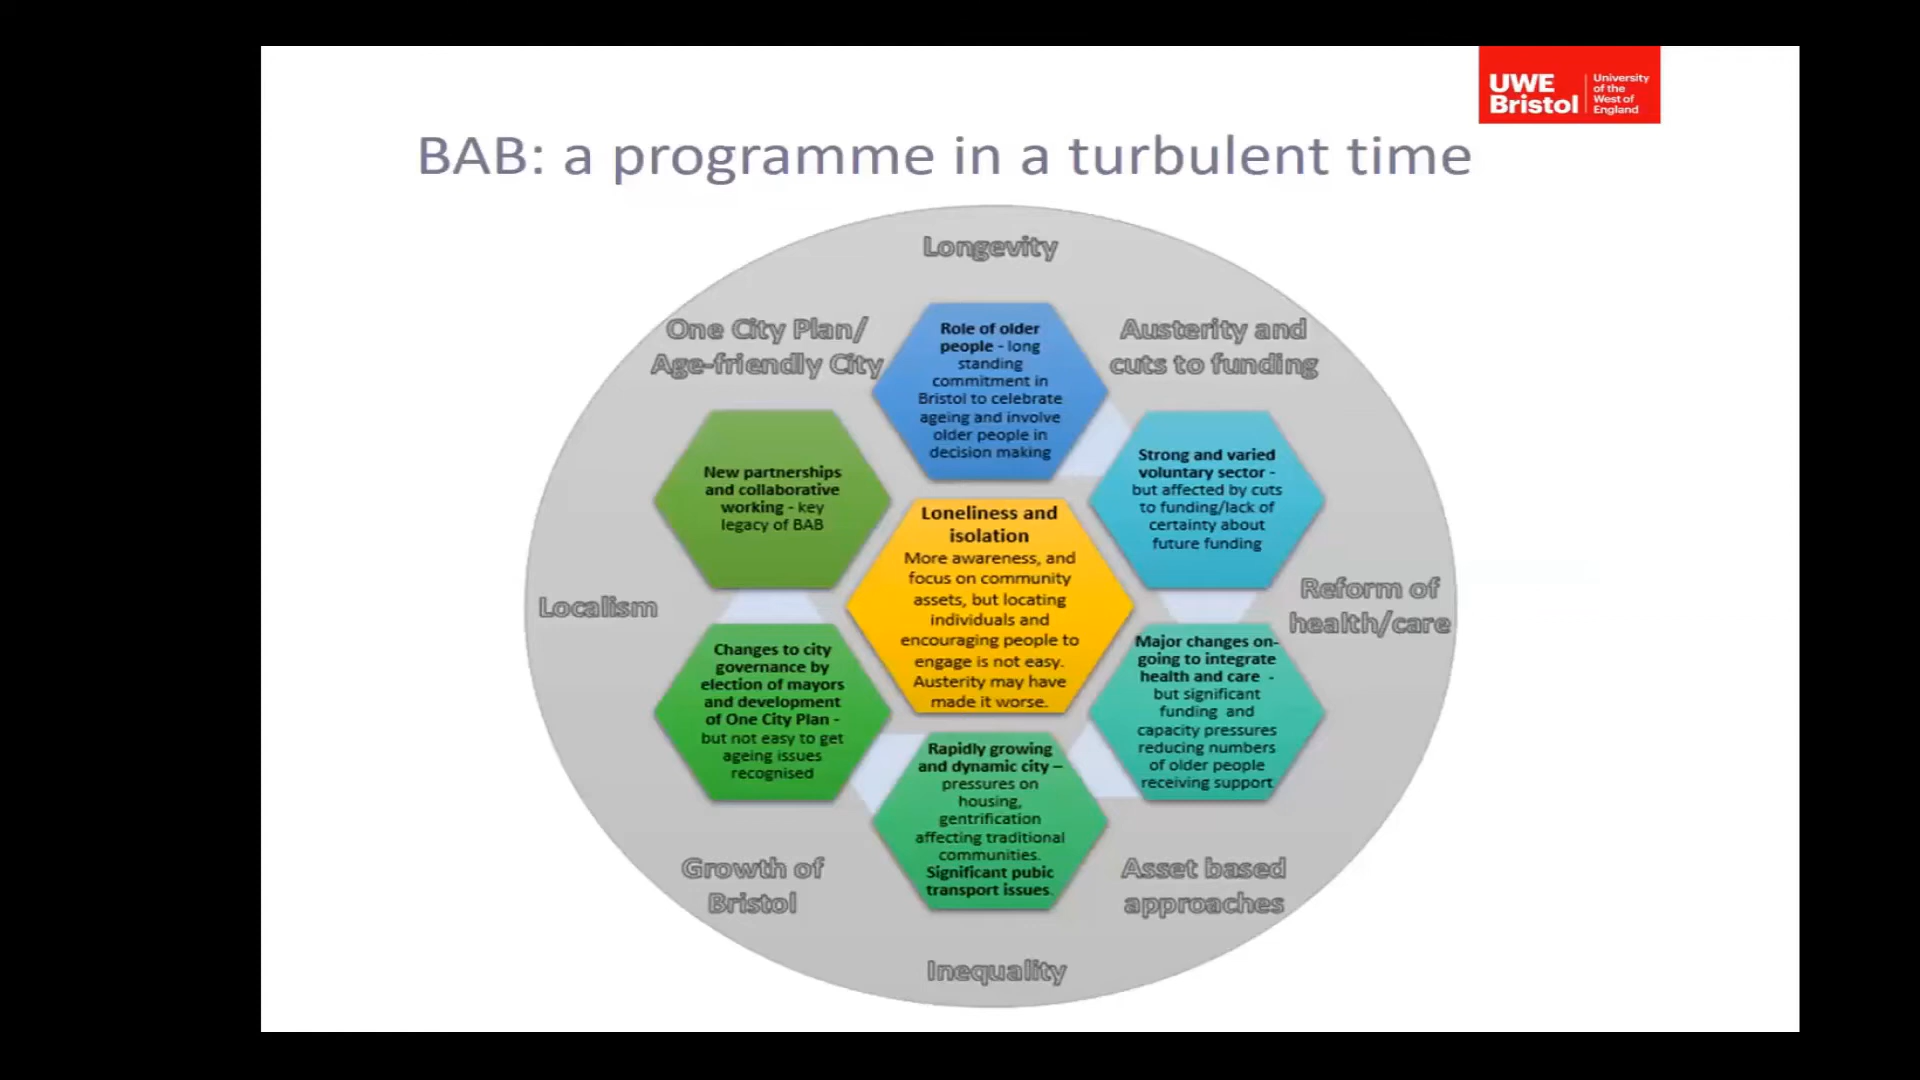 UWE
Bristol
University
of the
West of
England
BAB: a programme in a turbulent time
Longevity
One City Plan/
Age-friendly City
Austerity and
cuts to funding
Role of older
people - long
standing
commitment in
Bristol to celebrate
ageing and involve
older people in
decision making
New partnerships
and collaborative
working - key
legacy of BAB
Strong and varied
voluntary sector -
but affected by cuts
to funding/lack of
certainty about
future funding
Loneliness and
isolation
More awareness, and
focus on community
assets, but locating
individuals and
encouraging people to
engage is not easy.
Austerity may have
made it worse.
Localism
Reform of
health/care
Changes to city
governance by
election of mayors
and development
of One City Plan -
but not easy to get
ageing issues
recognised
Major changes on-
going to integrate
health and care -
but significant
funding and
capacity pressures
reducing numbers
of older people
receiving support
Rapidly growing
and dynamic city –
pressures on
housing,
gentrification
affecting traditional
communities.
Significant pubic
transport issues.
Growth of
Bristol
Asset based
approaches
Inequality